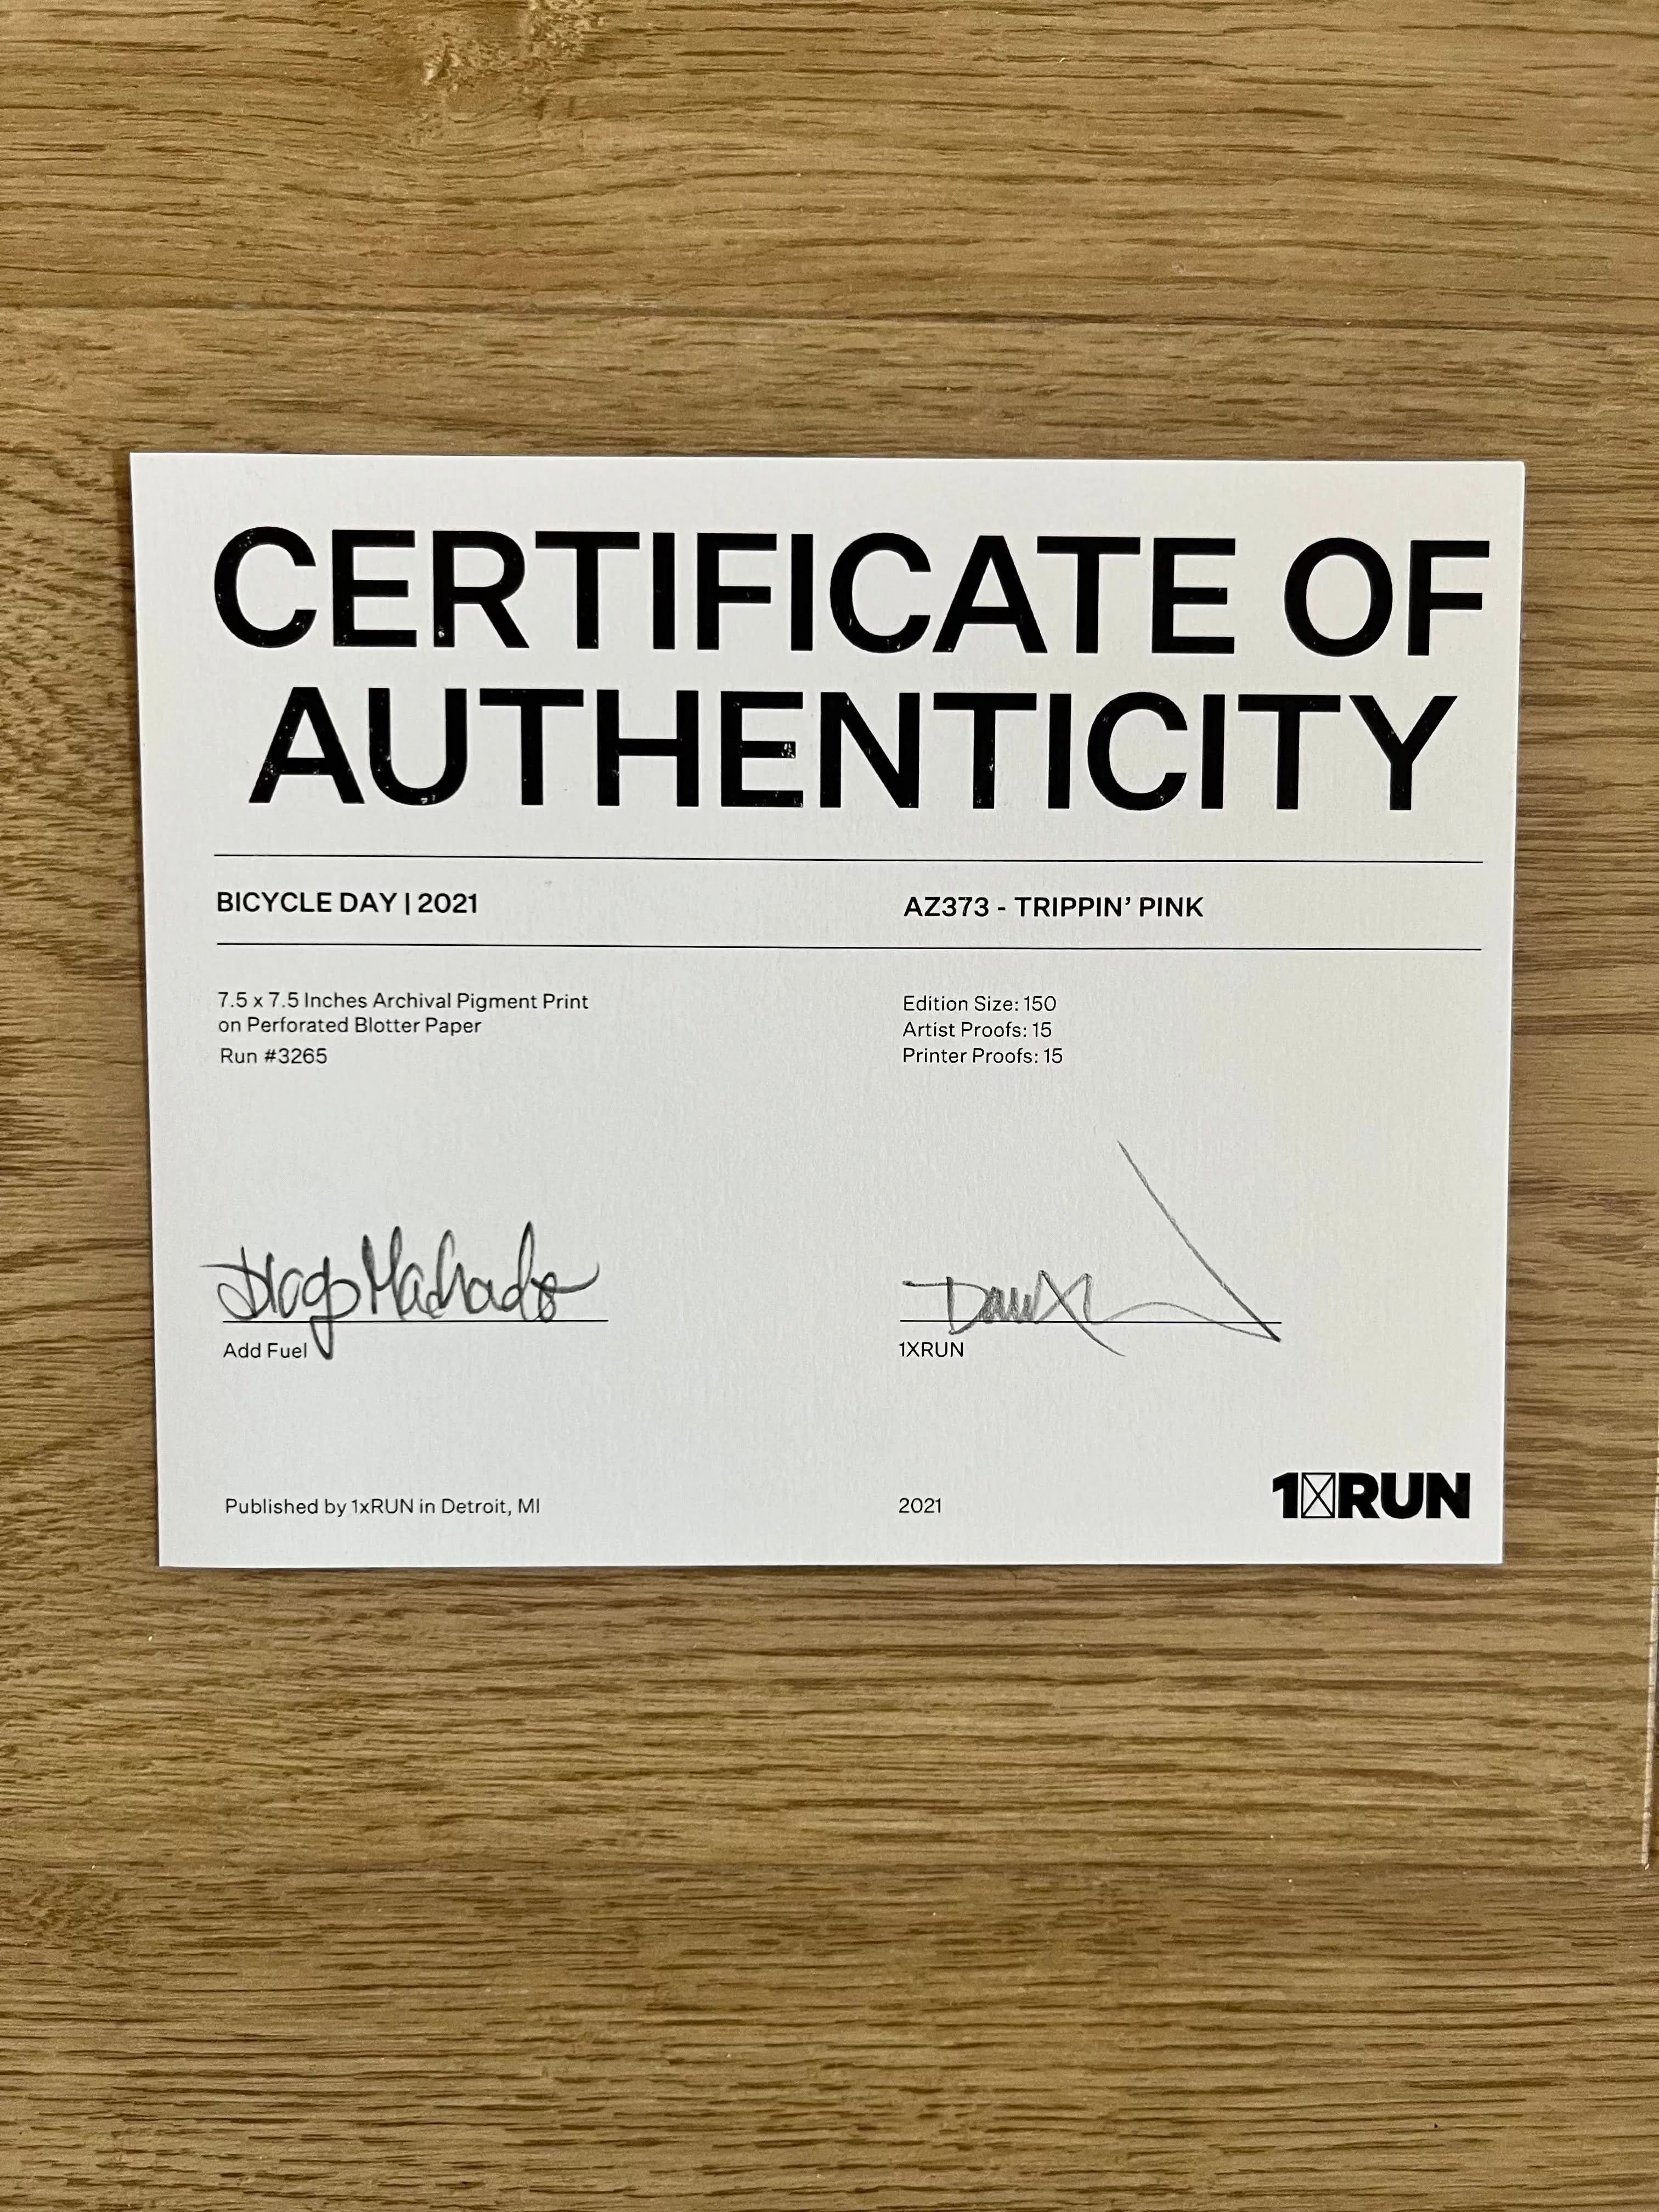 CERTIFICATE OF
AUTHENTICITY
BICYCLE DAY | 2021
AZ373 - TRIPPIN’ PINK
7.5 x 7.5 Inches Archival Pigment Print
on Perforated Blotter Paper
Run #3265
Edition Size: 150
Artist Proofs: 15
Printer Proofs: 15
Diogo Machado
Add Fuel
1XRUN
Published by 1xRUN in Detroit, MI
2021
1XRUN